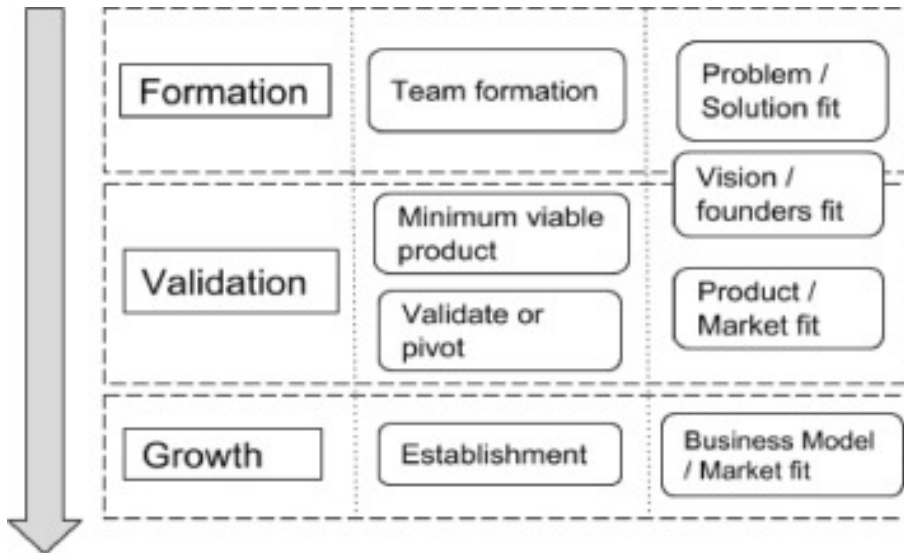 Formation
Team formation
Problem /
Solution fit
Vision /
founders fit
Validation
Minimum viable
product
Validate or
pivot
Product /
Market fit
Growth
Establishment
Business Model
/ Market fit